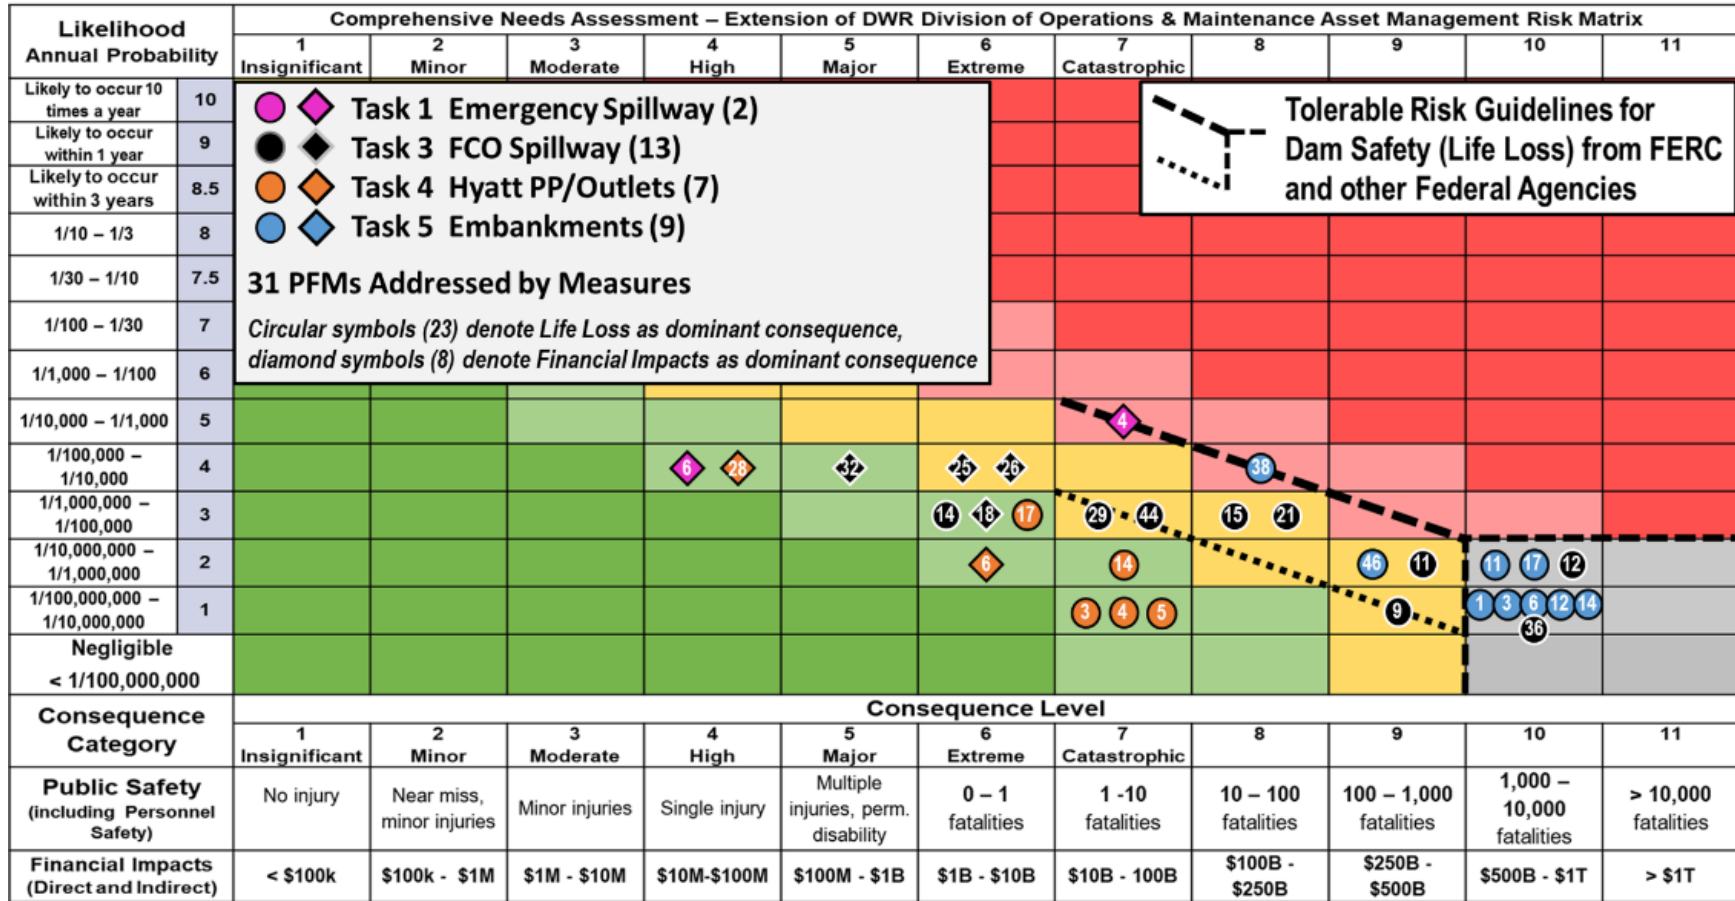 Likelihood
Annual Probability
Comprehensive Needs Assessment – Extension of DWR Division of Operations & Maintenance Asset Management Risk Matrix
1 2 3 4 5 6 7 8 9 10 11
Insignificant Minor Moderate High Major Extreme Catastrophic
Likely to occur 10
times a year
10
Likely to occur
within 1 year
9
Likely to occur
within 3 years
8.5
1/10 – 1/3 8
1/30 – 1/10 7.5
1/100 – 1/30 7
1/1,000 – 1/100 6
Task 1 Emergency Spillway (2)
Task 3 FCO Spillway (13)
Task 4 Hyatt PP/Outlets (7)
Task 5 Embankments (9)
31 PFMs Addressed by Measures
Circular symbols (23) denote Life Loss as dominant consequence,
diamond symbols (8) denote Financial Impacts as dominant consequence
Tolerable Risk Guidelines for
Dam Safety (Life Loss) from FERC
and other Federal Agencies
1/10,000 – 1/1,000 5
4
1/100,000 –
1/10,000
4
6 28 32 25 26 38
1/1,000,000 –
1/100,000
3
14 18 17 29 44 15 21
1/10,000,000 –
1/1,000,000
2
6 14 46 11 11 17 12
1/100,000,000 –
1/10,000,000
1
3 4 5 9 1 3 6 12 14
36
Negligible
< 1/100,000,000
Consequence
Category
Consequence Level
1 2 3 4 5 6 7 8 9 10 11
Insignificant Minor Moderate High Major Extreme Catastrophic
Public Safety
(including Personnel
Safety)
No injury
Near miss,
minor injuries
Minor injuries
Single injury
Multiple
injuries, perm.
disability
0 – 1
fatalities
1 -10
fatalities
10 – 100
fatalities
100 – 1,000
fatalities
1,000 –
10,000
fatalities
> 10,000
fatalities
Financial Impacts
(Direct and Indirect)
< $100k
$100k - $1M
$1M - $10M
$10M-$100M
$100M - $1B
$1B - $10B
$10B - 100B
$100B -
$250B
$250B -
$500B
$500B - $1T
> $1T